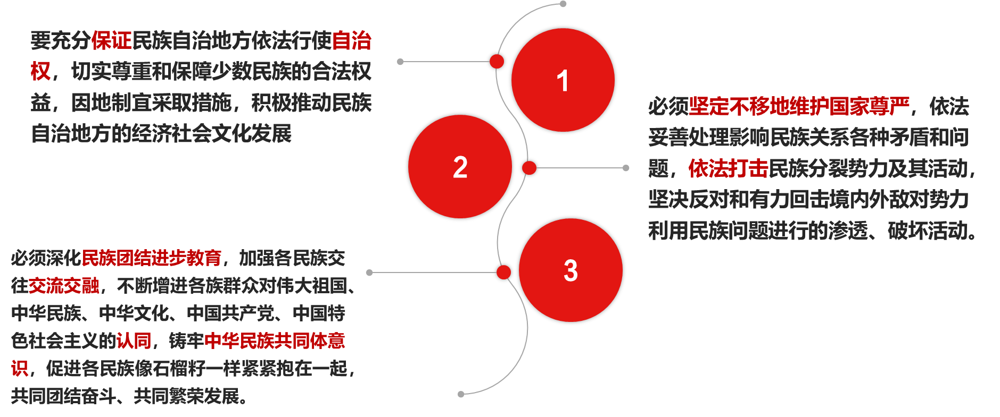 要充分保证民族自治地方依法行使自治
权，切实尊重和保障少数民族的合法权
益，因地制宜采取措施，积极推动民族
自治地方的经济社会文化发展
1
必须坚定不移地维护国家尊严，依法
妥善处理影响民族关系各种矛盾和问
题，依法打击民族分裂势力及其活动，
坚决反对和有力回击境内外敌对势力
利用民族问题进行的渗透、破坏活动。
2
必须深化民族团结进步教育，加强各民族交
往交流交融，不断增进各族群众对伟大祖国、
中华民族、中华文化、中国共产党、中国特
色社会主义的认同，铸牢中华民族共同体意
识，促进各民族像石榴籽一样紧紧抱在一起，
共同团结奋斗、共同繁荣发展。
3